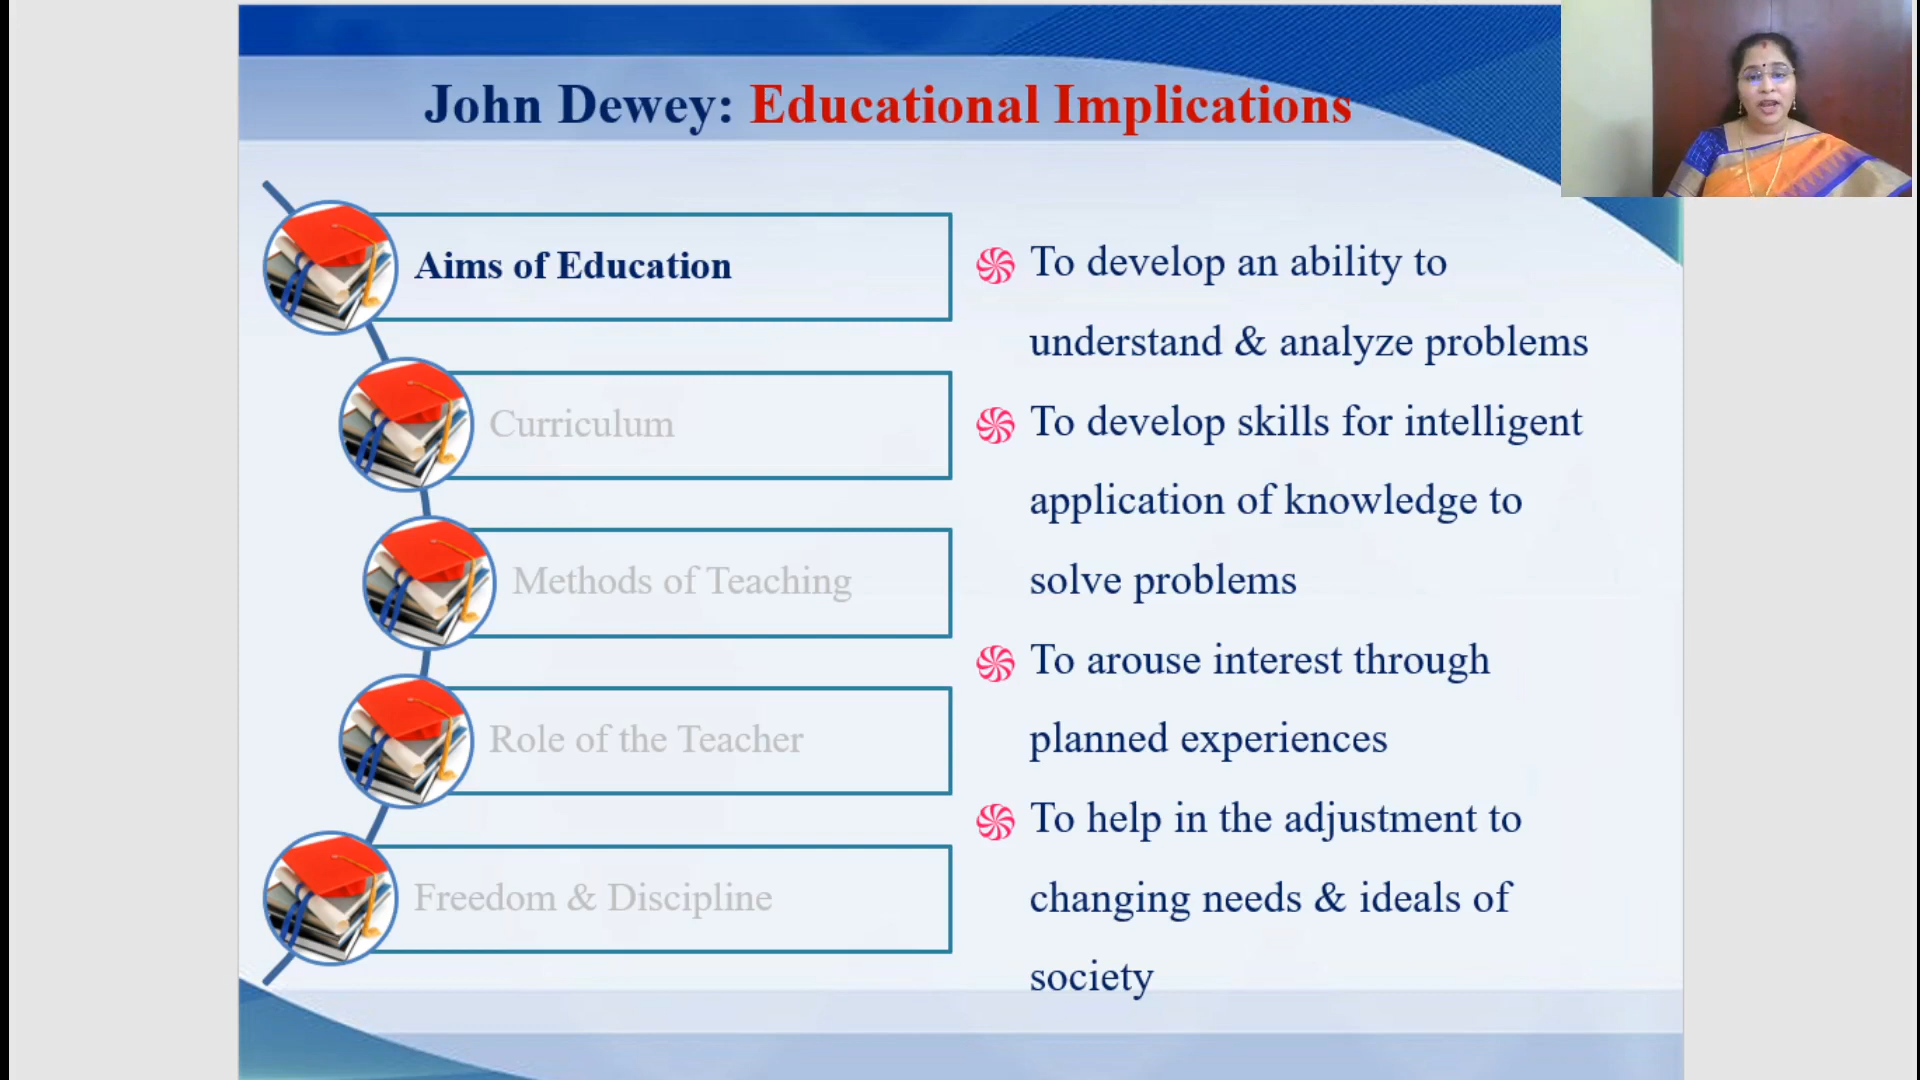 John Dewey: Educational Implications
Aims of Education
Curriculum
Methods of Teaching
Role of the Teacher
Freedom & Discipline
To develop an ability to
understand & analyze problems
To develop skills for intelligent
application of knowledge to
solve problems
To arouse interest through
planned experiences
To help in the adjustment to
changing needs & ideals of
society